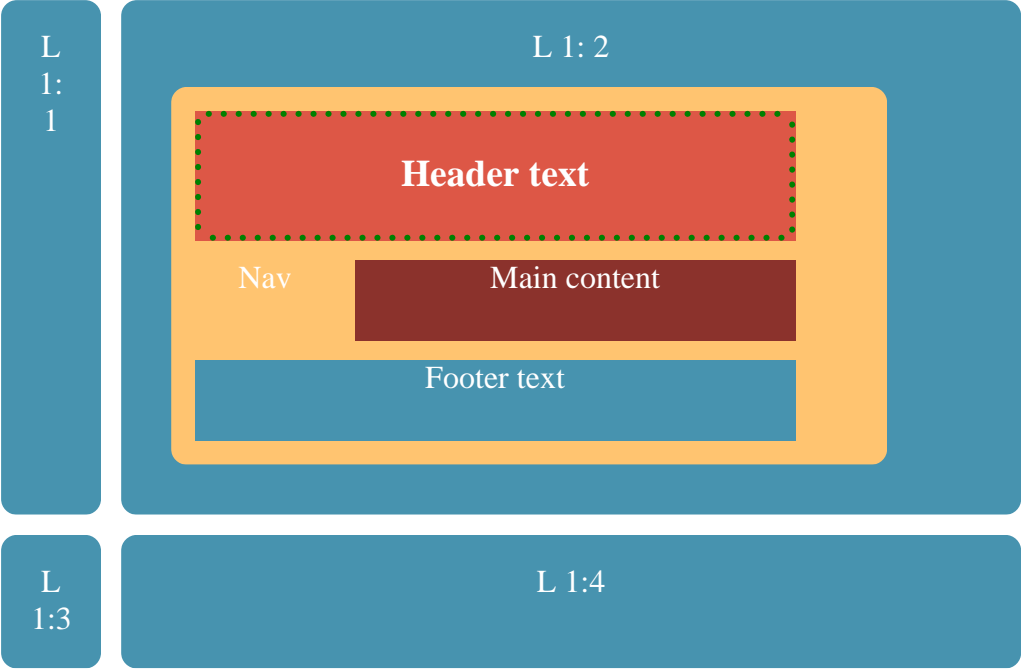 L
1:
1
L 1: 2
Header text
Nav
Main content
Footer text
L
1:3
L 1:4